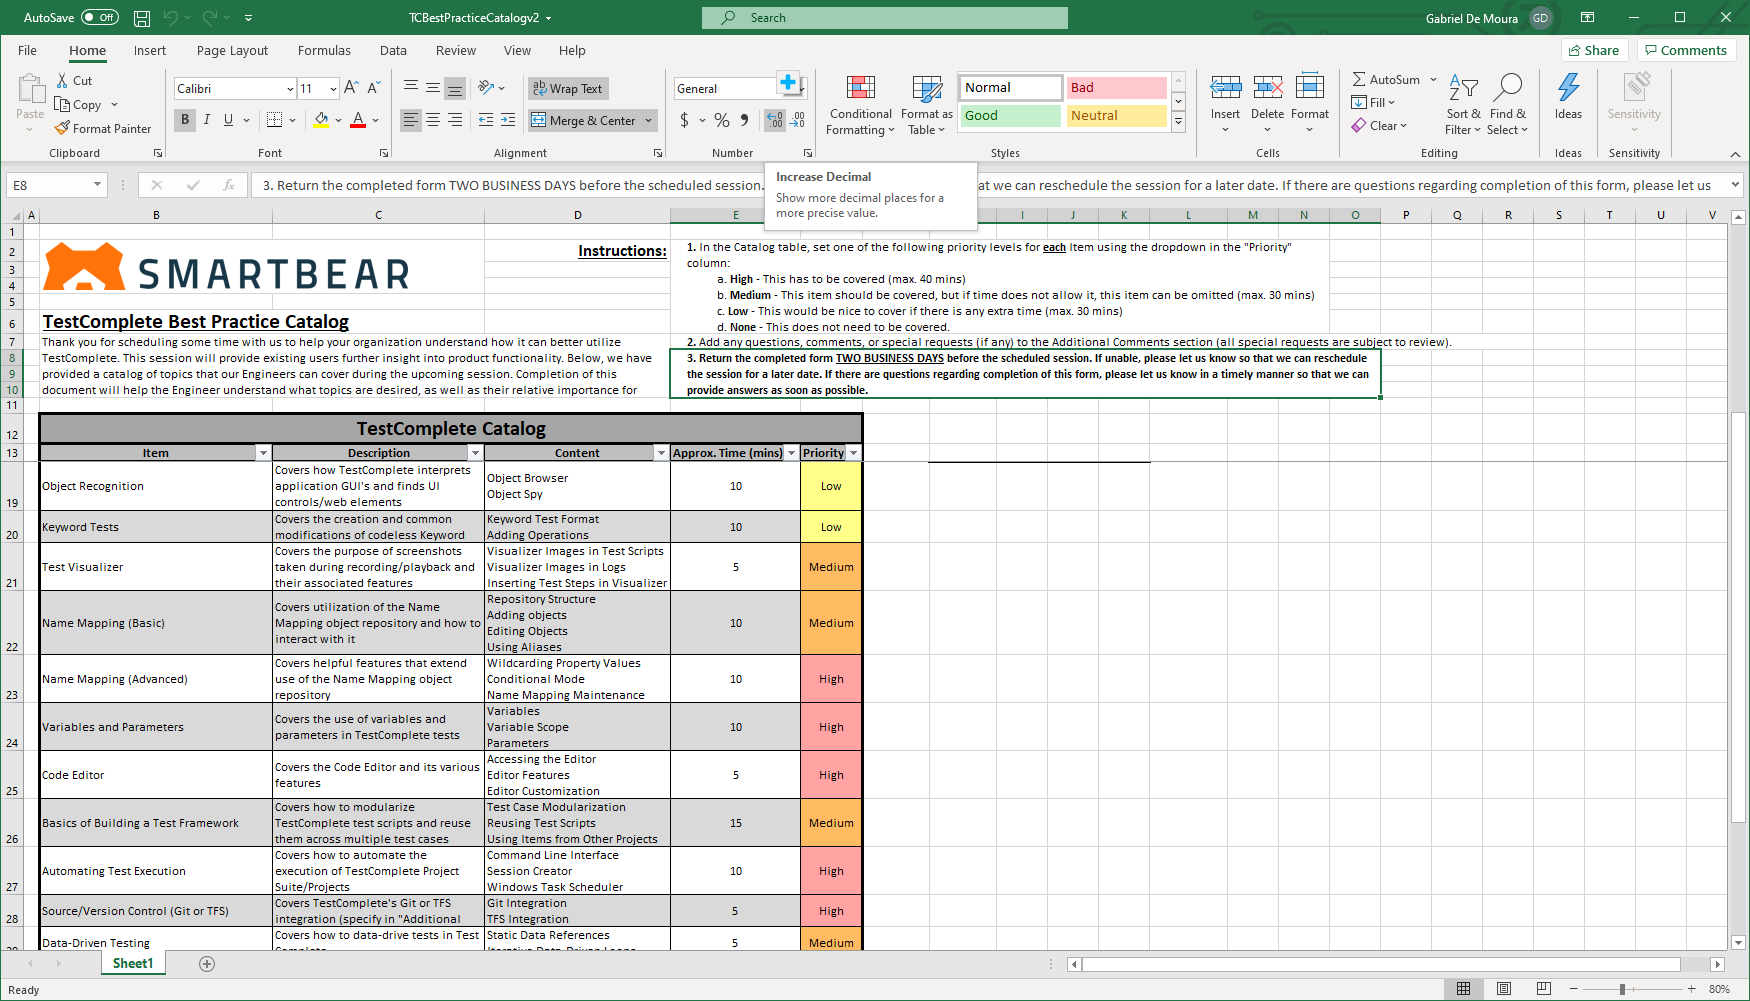 AutoSave Off
TCBestPracticeCatalogv2
Search
Gabriel De Moura GD
File Home Insert Page Layout Formulas Data Review View Help
Share Comments
Paste
Cut
Copy
Format Painter
Clipboard
Calibri 11
B I U
Font
Wrap Text
Merge & Center
Alignment
General
$ % ,
Number
Conditional Formatting
Format as Table
Normal Bad
Good Neutral
Styles
Insert Delete Format
Cells
AutoSum
Fill
Clear
Sort & Filter
Find & Select
Editing
Ideas
Ideas
Sensitivity
Sensitivity
E8
fx
3. Return the completed form TWO BUSINESS DAYS before the scheduled session.
at we can reschedule the session for a later date. If there are questions regarding completion of this form, please let us
Increase Decimal
Show more decimal places for a
more precise value.
A B C D E I J K L M N O P Q R S T U V
1
2
3
4
5
6
7
8
9
10
11
12
13
19
20
21
22
23
24
25
26
27
28
SMARTBEAR
Instructions:
1. In the Catalog table, set one of the following priority levels for each Item using the dropdown in the "Priority"
column:
a. High - This has to be covered (max. 40 mins)
b. Medium - This item should be covered, but if time does not allow it, this item can be omitted (max. 30 mins)
c. Low - This would be nice to cover if there is any extra time (max. 30 mins)
d. None - This does not need to be covered.
2. Add any questions, comments, or special requests (if any) to the Additional Comments section (all special requests are subject to review).
3. Return the completed form TWO BUSINESS DAYS before the scheduled session. If unable, please let us know so that we can reschedule
the session for a later date. If there are questions regarding completion of this form, please let us know in a timely manner so that we can
provide answers as soon as possible.
TestComplete Best Practice Catalog
Thank you for scheduling some time with us to help your organization understand how it can better utilize
TestComplete. This session will provide existing users further insight into product functionality. Below, we have
provided a catalog of topics that our Engineers can cover during the upcoming session. Completion of this
document will help the Engineer understand what topics are desired, as well as their relative importance for
TestComplete Catalog
Item Description Content Approx. Time (mins) Priority
Object Recognition
Covers how TestComplete interprets
application GUI's and finds UI
controls/web elements
Object Browser
Object Spy
10
Low
Keyword Tests
Covers the creation and common
modifications of codeless Keyword
Keyword Test Format
Adding Operations
10
Low
Test Visualizer
Covers the purpose of screenshots
taken during recording/playback and
their associated features
Visualizer Images in Test Scripts
Visualizer Images in Logs
Inserting Test Steps in Visualizer
5
Medium
Name Mapping (Basic)
Covers utilization of the Name
Mapping object repository and how to
interact with it
Repository Structure
Adding objects
Editing Objects
Using Aliases
10
Medium
Name Mapping (Advanced)
Covers helpful features that extend
use of the Name Mapping object
repository
Wildcarding Property Values
Conditional Mode
Name Mapping Maintenance
10
High
Variables and Parameters
Covers the use of variables and
parameters in TestComplete tests
Variables
Variable Scope
Parameters
10
High
Code Editor
Covers the Code Editor and its various
features
Accessing the Editor
Editor Features
Editor Customization
5
High
Basics of Building a Test Framework
Covers how to modularize
TestComplete test scripts and reuse
them across multiple test cases
Test Case Modularization
Reusing Test Scripts
Using Items from Other Projects
15
Medium
Automating Test Execution
Covers how to automate the
execution of TestComplete Project
Suite/Projects
Command Line Interface
Session Creator
Windows Task Scheduler
10
High
Source/Version Control (Git or TFS)
Covers TestComplete's Git or TFS
integration (specify in "Additional
Git Integration
TFS Integration
5
High
Data-Driven Testing
Covers how to data-drive tests in Test
Static Data References
5
Medium
Sheet1
Ready
80%